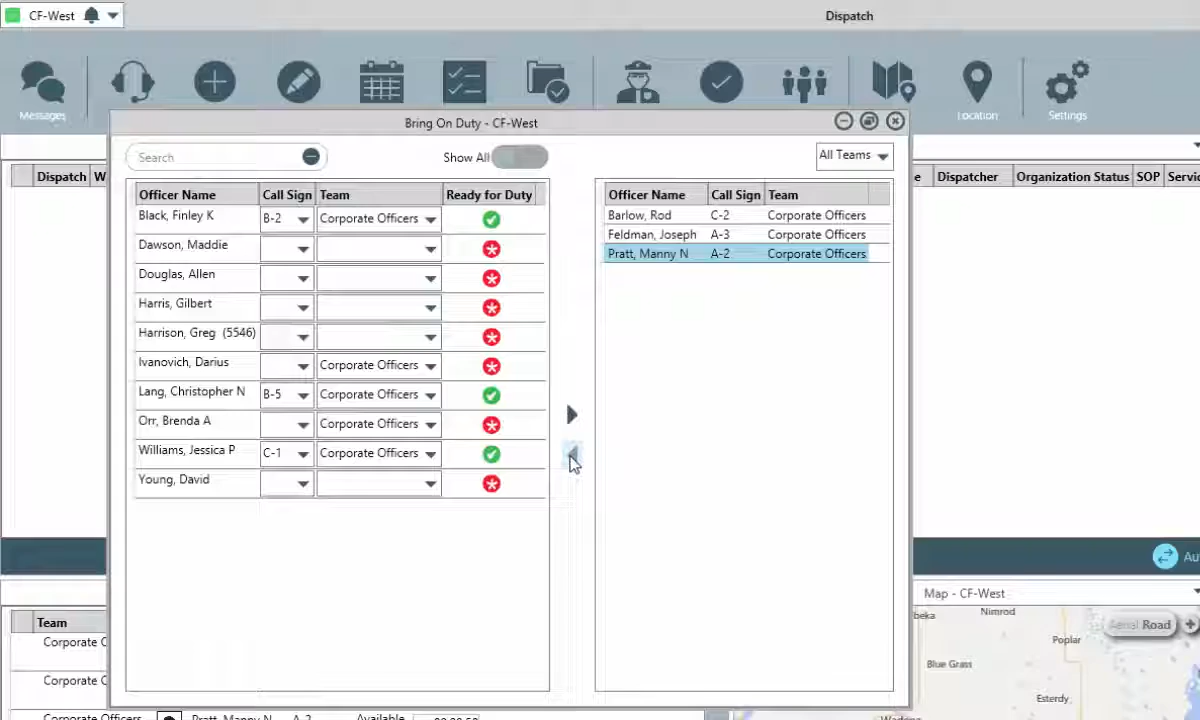 CF-West
Dispatch
Messages
Location
Settings
Bring On Duty - CF-West
Search
Show All
All Teams
Dispatch W
Officer Name Call Sign Team Ready for Duty
Black, Finley K B-2 Corporate Officers
Dawson, Maddie
Douglas, Allen
Harris, Gilbert
Harrison, Greg (5546)
Ivanovich, Darius Corporate Officers
Lang, Christopher N B-5 Corporate Officers
Orr, Brenda A Corporate Officers
Williams, Jessica P C-1 Corporate Officers
Young, David
Officer Name Call Sign Team
Barlow, Rod C-2 Corporate Officers
Feldman, Joseph A-3 Corporate Officers
Pratt, Manny N A-2 Corporate Officers
e Dispatcher Organization Status SOP Servic
Au
Team
Corporate C
Corporate C
Corporate Officers Pratt, Manny N A-2 Available
Map - CF-West
beka
Nimrod
Aerial Road
Poplar
Blue Grass
Esterdy